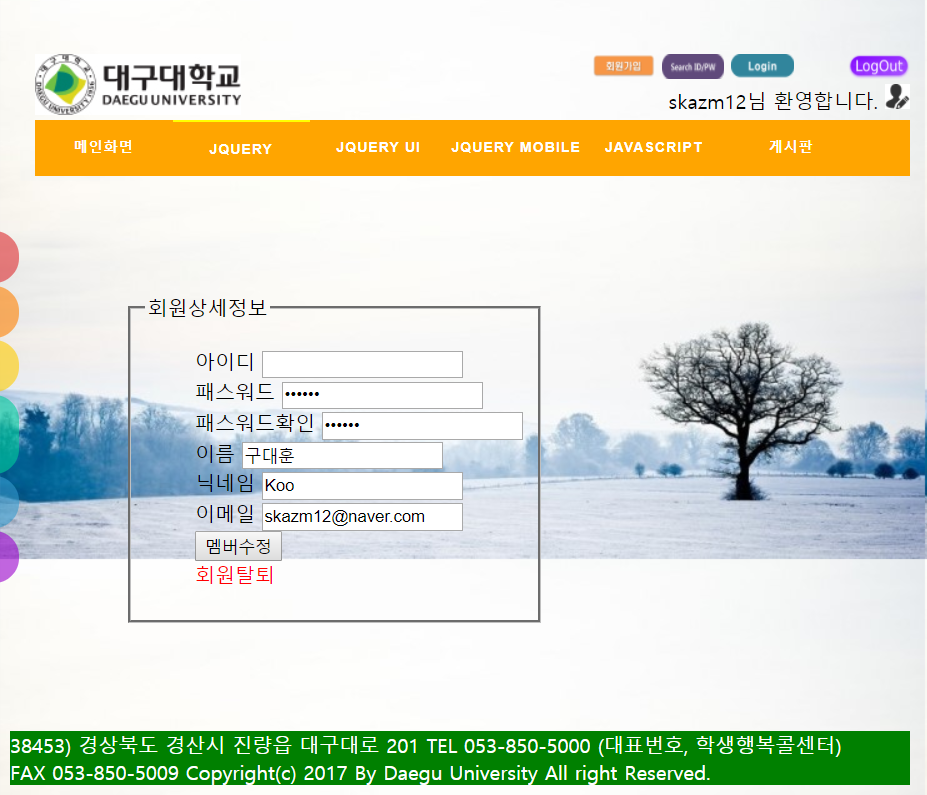 대구대학교
DAEGU UNIVERSITY
회원가입
Search ID/PW
Login
LogOut
skazm12님 환영합니다.
메인화면
JQUERY
JQUERY UI
JQUERY MOBILE
JAVASCRIPT
게시판
회원상세정보
아이디
패스워드 ••••••
패스워드확인 ••••••
이름 구대훈
닉네임 Koo
이메일 skazm12@naver.com
멤버수정
회원탈퇴
38453) 경상북도 경산시 진량읍 대구대로 201 TEL 053-850-5000 (대표번호, 학생행복콜센터)
FAX 053-850-5009 Copyright(c) 2017 By Daegu University All right Reserved.